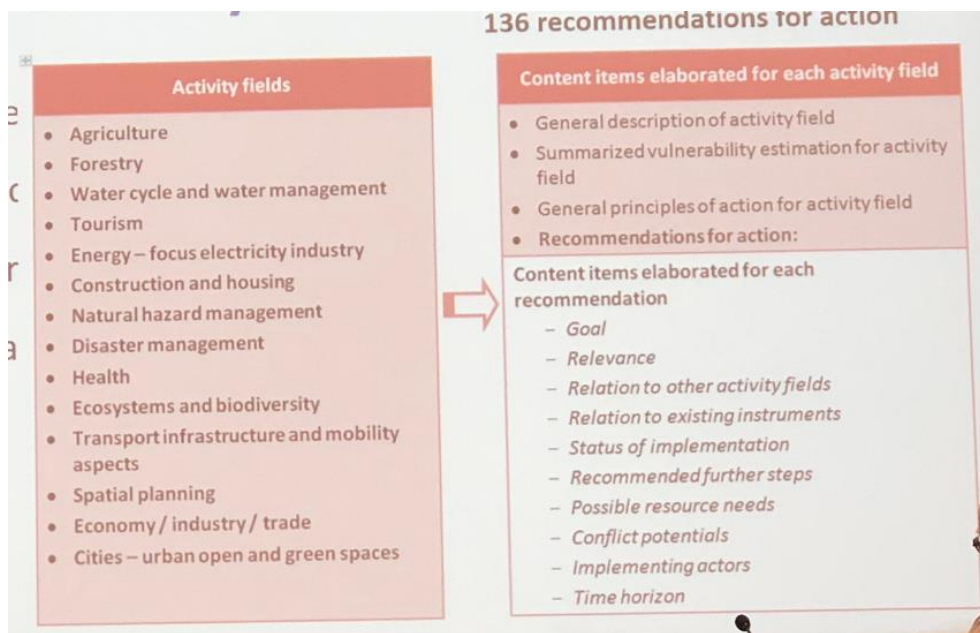 136 recommendations for action
Activity fields
• Agriculture
• Forestry
• Water cycle and water management
• Tourism
• Energy – focus electricity industry
• Construction and housing
• Natural hazard management
• Disaster management
• Health
• Ecosystems and biodiversity
• Transport infrastructure and mobility
aspects
• Spatial planning
• Economy / industry / trade
• Cities – urban open and green spaces
Content items elaborated for each activity field
• General description of activity field
• Summarized vulnerability estimation for activity
field
• General principles of action for activity field
• Recommendations for action:
Content items elaborated for each
recommendation
– Goal
– Relevance
– Relation to other activity fields
– Relation to existing instruments
– Status of implementation
– Recommended further steps
– Possible resource needs
– Conflict potentials
– Implementing actors
– Time horizon